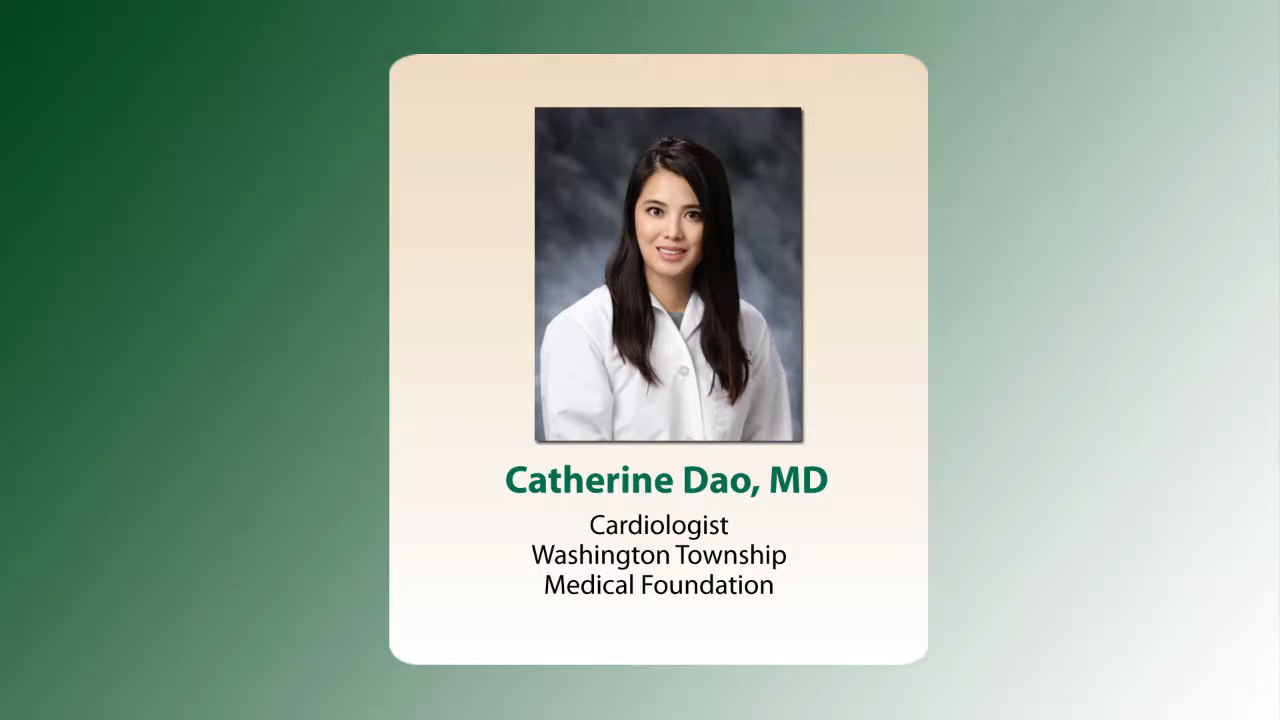 Catherine Dao, MD
Cardiologist
Washington Township
Medical Foundation